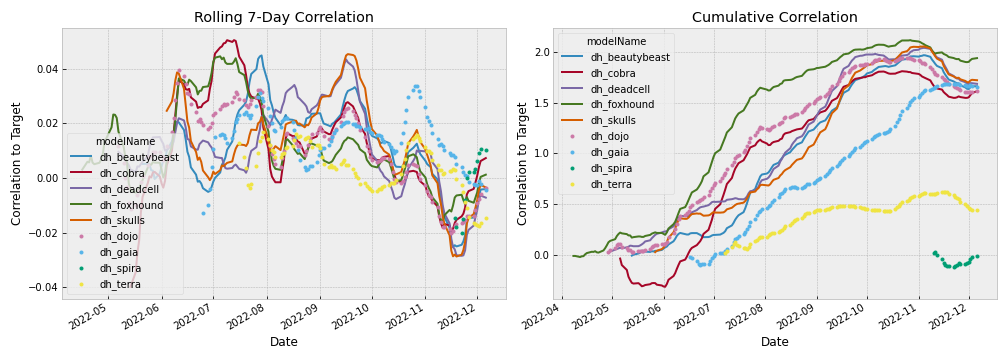 Rolling 7-Day Correlation
Correlation to Target
0.04
0.02
0.00
−0.02
−0.04
modelName
dh_beautybeast
dh_cobra
dh_deadcell
dh_foxhound
dh_skulls
dh_dojo
dh_gaia
dh_spira
dh_terra
2022-05
2022-06
2022-07
2022-08
2022-09
2022-10
2022-11
2022-12
Date
Cumulative Correlation
Correlation to Target
2.0
1.5
1.0
0.5
0.0
modelName
dh_beautybeast
dh_cobra
dh_deadcell
dh_foxhound
dh_skulls
dh_dojo
dh_gaia
dh_spira
dh_terra
2022-04
2022-05
2022-06
2022-07
2022-08
2022-09
2022-10
2022-11
2022-12
Date